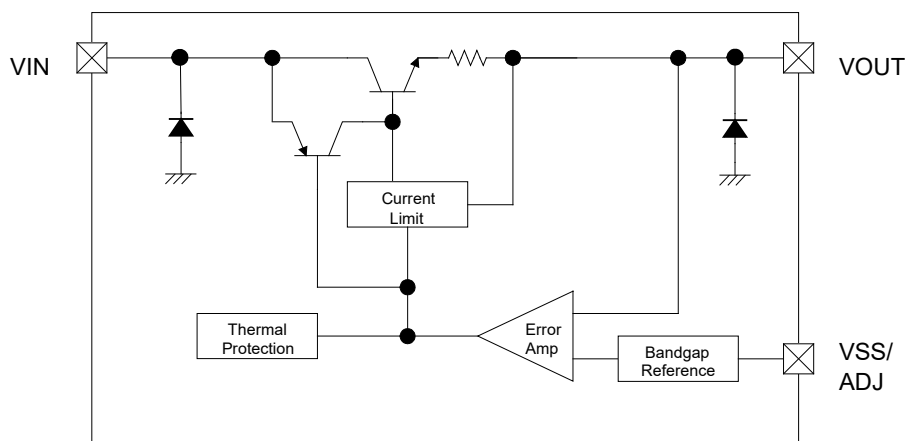 VIN
VOUT
Current
Limit
Thermal
Protection
Error
Amp
Bandgap
Reference
VSS/
ADJ